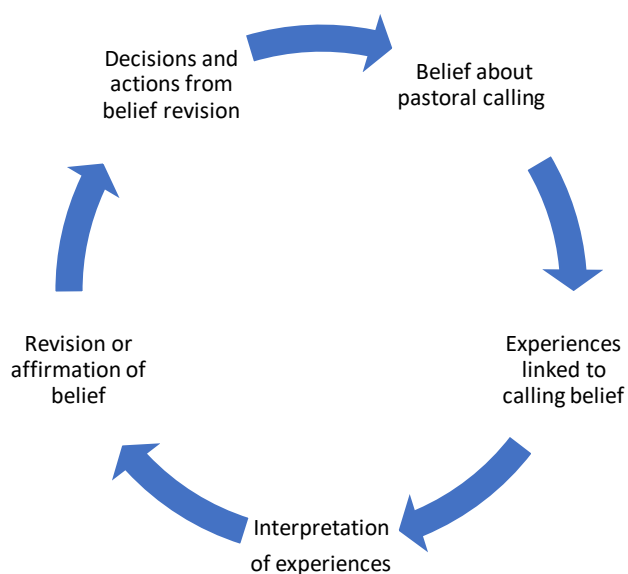 Decisions and
actions from
belief revision
Belief about
pastoral calling
Experiences
linked to
calling belief
Interpretation
of experiences
Revision or
affirmation of
belief